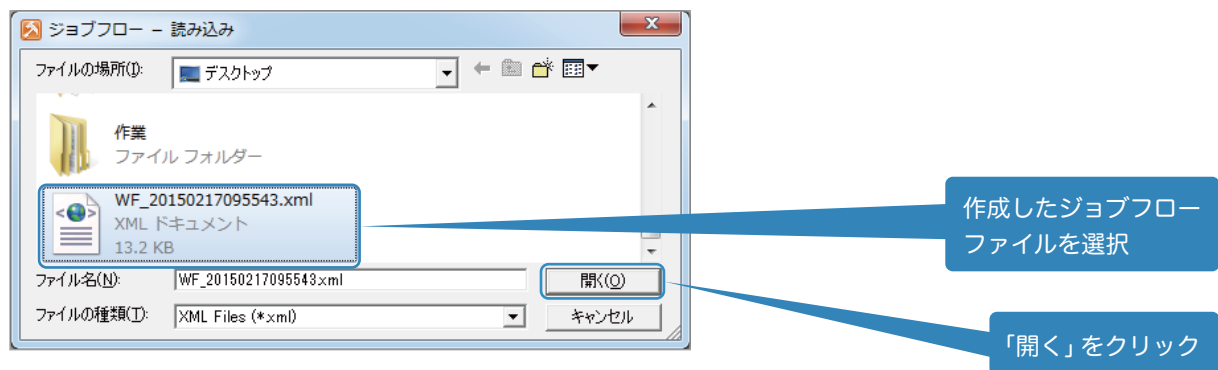 ジョブフロー － 読み込み
ファイルの場所(I):
デスクトップ
作業
ファイル フォルダー
WF_20150217095543.xml
XML ドキュメント
13.2 KB
作成したジョブフロー
ファイルを選択
ファイル名(N):
WF_20150217095543.xml
開く(O)
ファイルの種類(T):
XML Files (*.xml)
キャンセル
「開く」をクリック